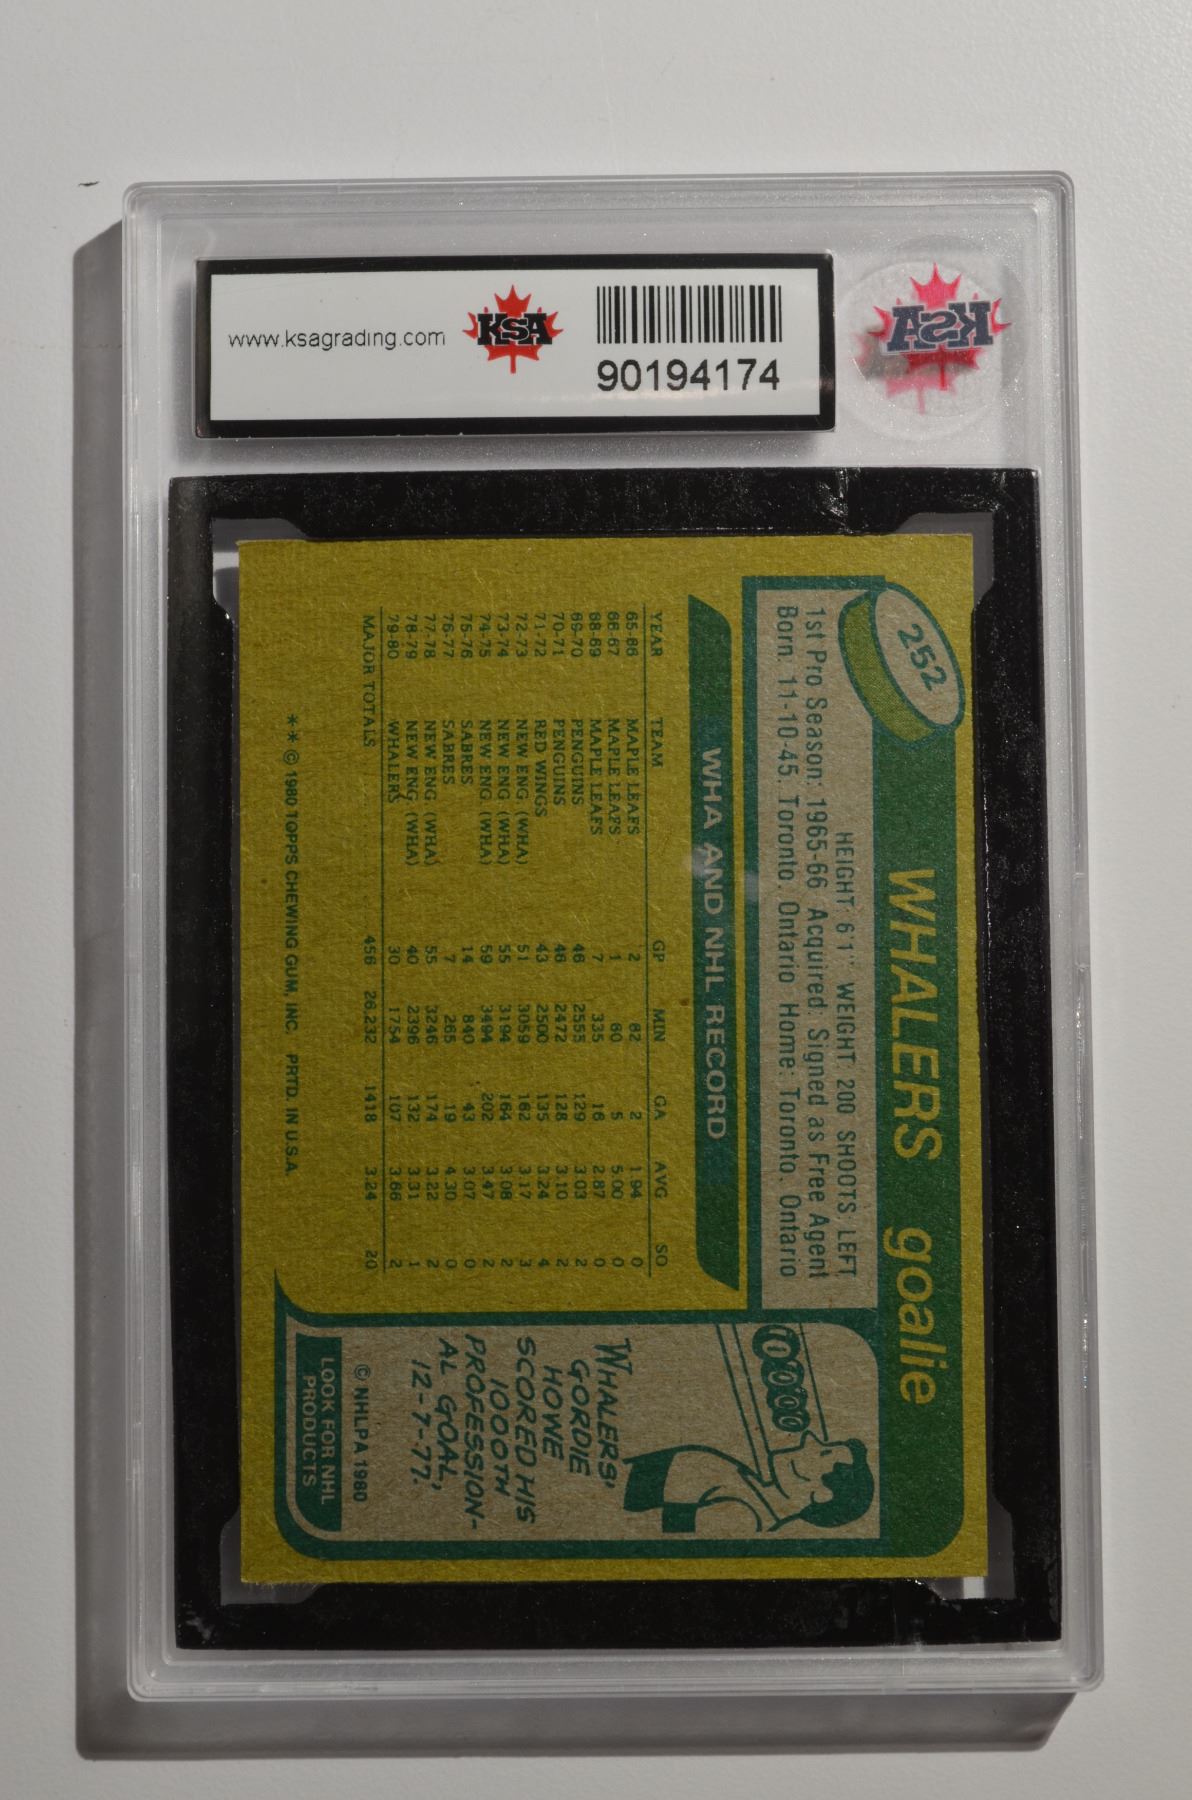 www.ksagrading.com
KSA
90194174
KSA
252
WHALERS goalie
HEIGHT 6'1" WEIGHT 200 SHOOTS LEFT
1st Pro Season: 1965-66 Acquired: Signed as Free Agent
Born: 11-10-45, Toronto, Ontario Home: Toronto, Ontario
WHA AND NHL RECORD
YEAR TEAM GP MIN GA AVG SO
65-66 MAPLE LEAFS 2 82 2 1.94 0
66-67 MAPLE LEAFS 1 60 5 5.00 0
68-69 MAPLE LEAFS 7 335 16 2.87 0
69-70 PENGUINS 46 2555 129 3.03 2
70-71 PENGUINS 46 2472 128 3.10 2
71-72 RED WINGS 43 2500 135 3.24 4
72-73 NEW ENG (WHA) 51 3059 162 3.17 3
73-74 NEW ENG (WHA) 55 3194 164 3.08 2
74-75 NEW ENG (WHA) 59 3494 202 3.47 2
75-76 SABRES 14 840 43 3.07 0
76-77 SABRES 7 265 19 4.30 0
77-78 NEW ENG (WHA) 55 3246 174 3.22 2
78-79 NEW ENG (WHA) 40 2396 132 3.31 1
79-80 WHALERS 30 1754 107 3.66 2
MAJOR TOTALS 456 26,232 1418 3.24 20
** © 1980 TOPPS CHEWING GUM, INC. PRTD. IN U.S.A.
1000
WHALERS'
GORDIE
HOWE
SCORED HIS
1000TH
PROFESSION-
AL GOAL,
12-7-77.
© NHLPA 1980
LOOK FOR NHL
PRODUCTS